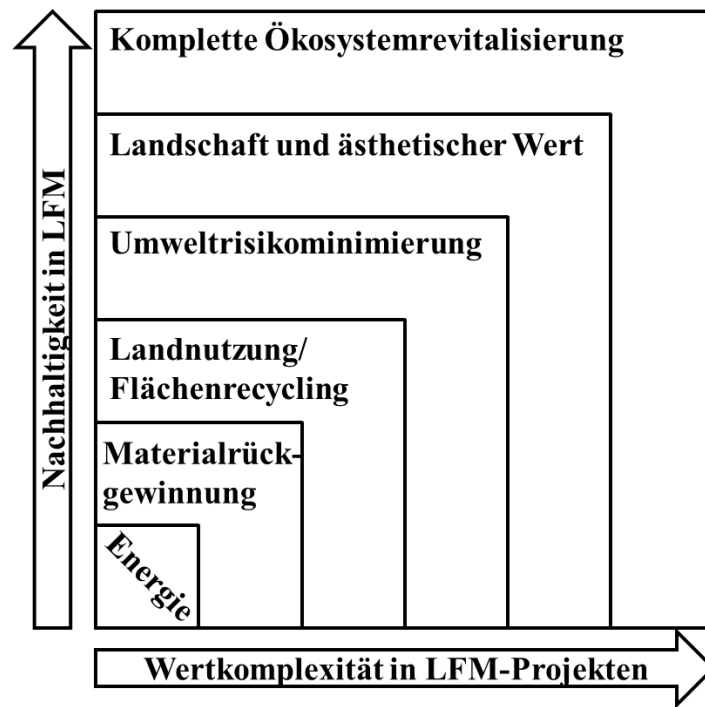 Komplette Ökosystemrevitalisierung
Landschaft und ästhetischer Wert
Umweltrisikominimierung
Landnutzung/
Flächenrecycling
Materialrück-
gewinnung
Energie
Nachhaltigkeit in LFM
Wertkomplexität in LFM-Projekten